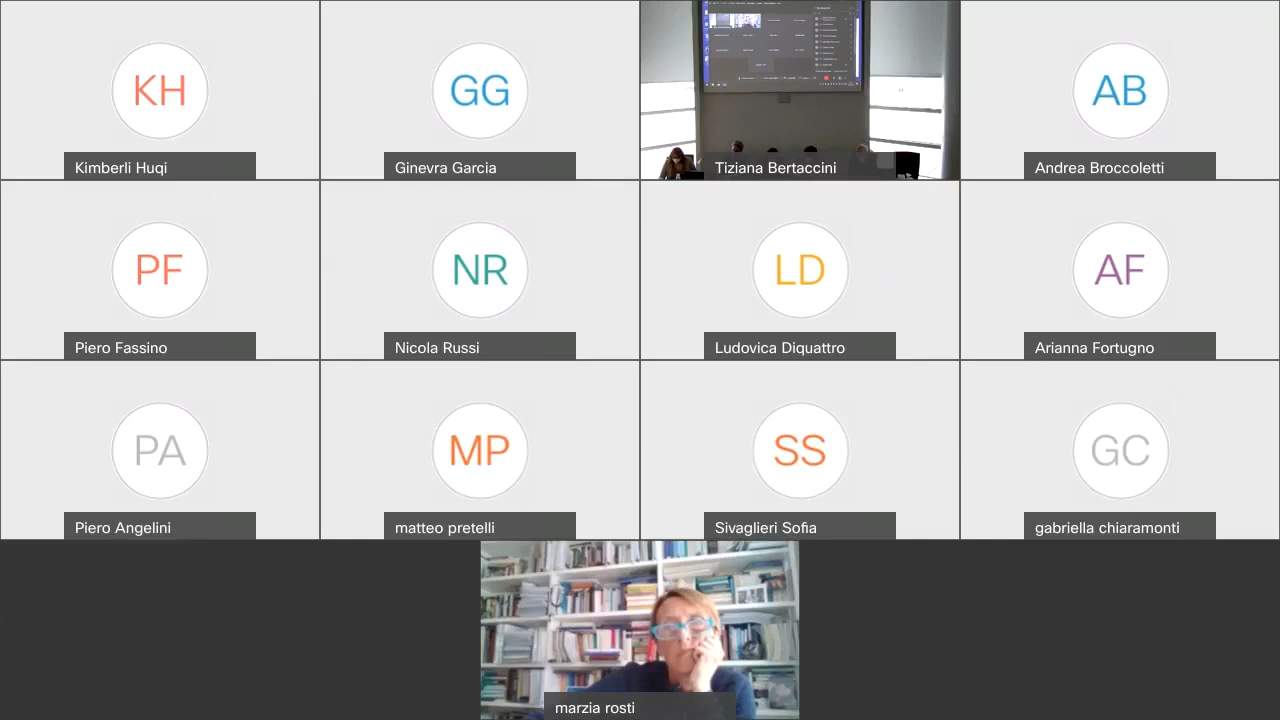 KH
Kimberli Huqi
GG
Ginevra Garcia
Tiziana Bertaccini
AB
Andrea Broccoletti
PF
Piero Fassino
NR
Nicola Russi
LD
Ludovica Diquattro
AF
Arianna Fortugno
PA
Piero Angelini
MP
matteo pretelli
SS
Sivaglieri Sofia
GC
gabriella chiaramonti
marzia rosti